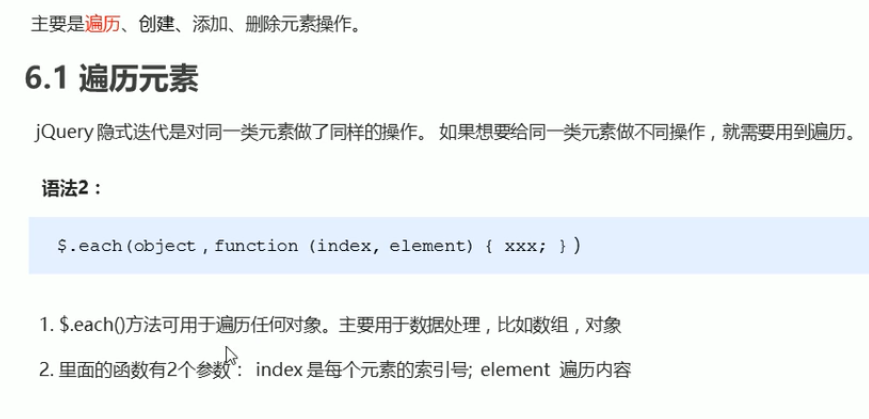 主要是遍历、创建、添加、删除元素操作。
6.1 遍历元素
jQuery 隐式迭代是对同一类元素做了同样的操作。 如果想要给同一类元素做不同操作，就需要用到遍历。
语法2：
$.each(object，function (index, element) { xxx; })
1. $.each()方法可用于遍历任何对象。主要用于数据处理，比如数组，对象
2. 里面的函数有2个参数： index 是每个元素的索引号; element 遍历内容